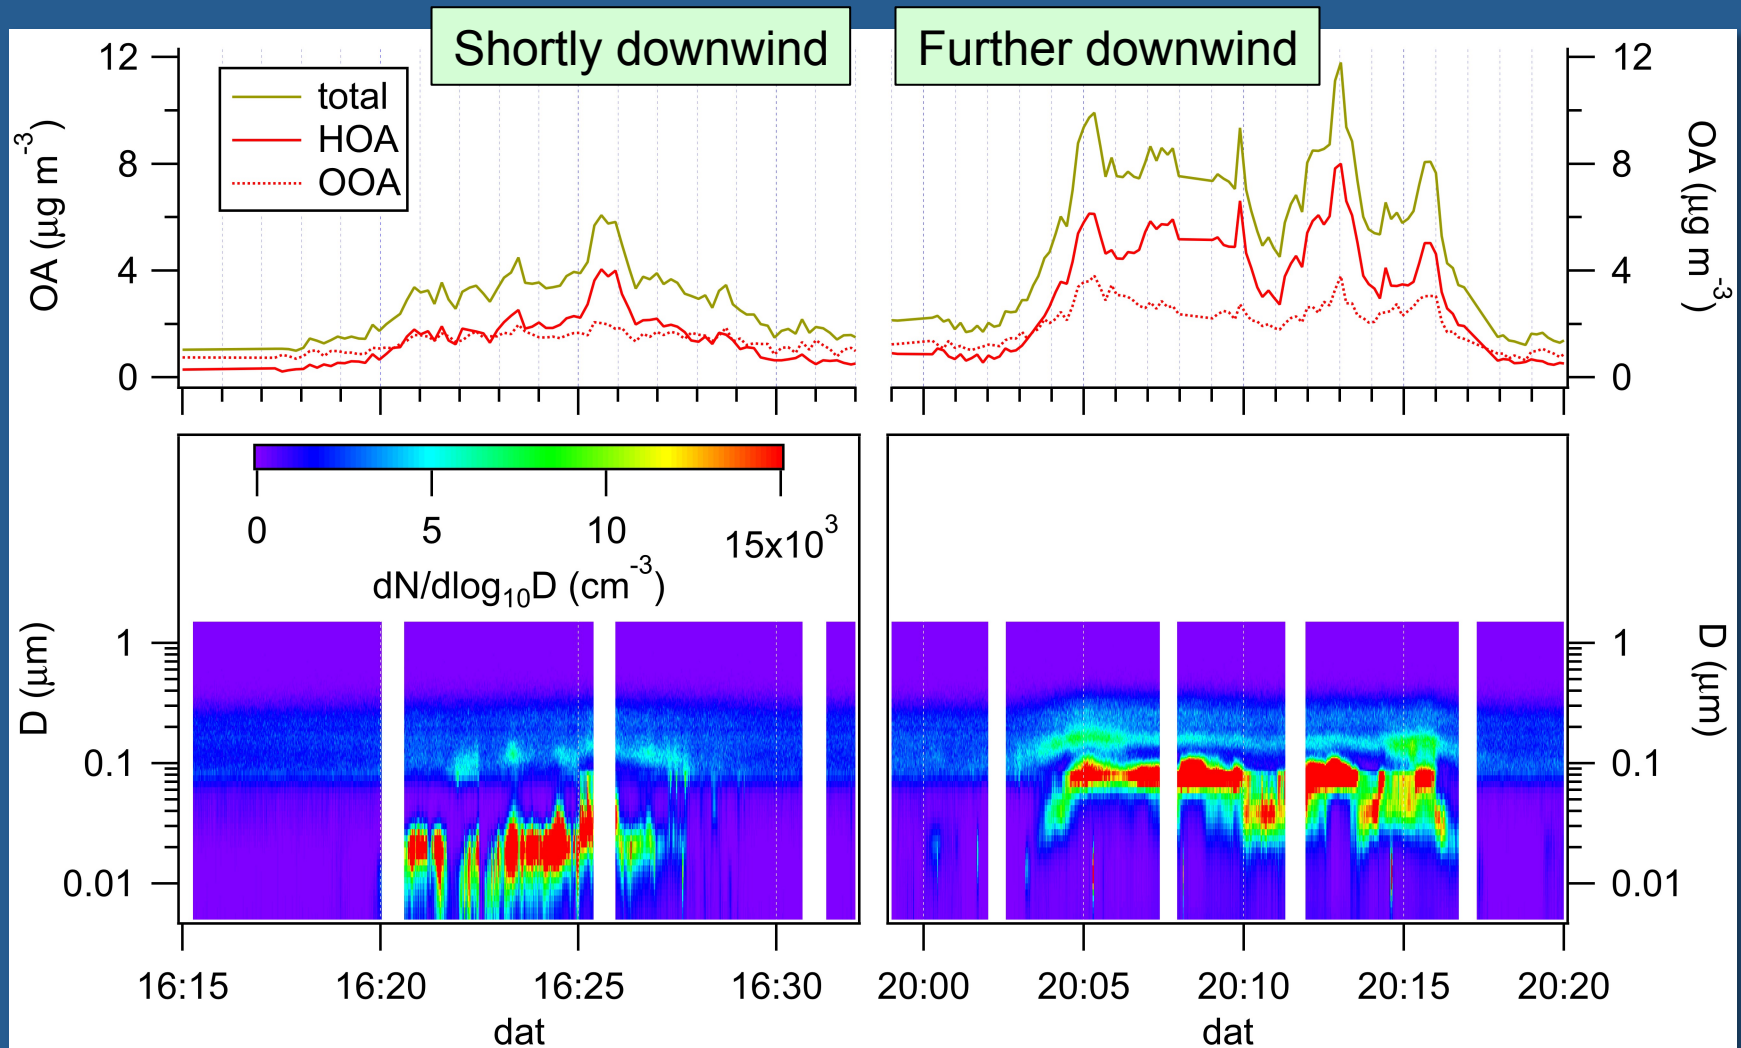 Shortly downwind
Further downwind
12
8
4
0
OA (µg m-3)
total
HOA
OOA
12
8
4
0
OA (µg m-3)
0
5
10
15x103
dN/dlog10D (cm-3)
1
0.1
0.01
D (µm)
1
0.1
0.01
D (µm)
16:15
16:20
16:25
16:30
20:00
20:05
20:10
20:15
20:20
dat
dat